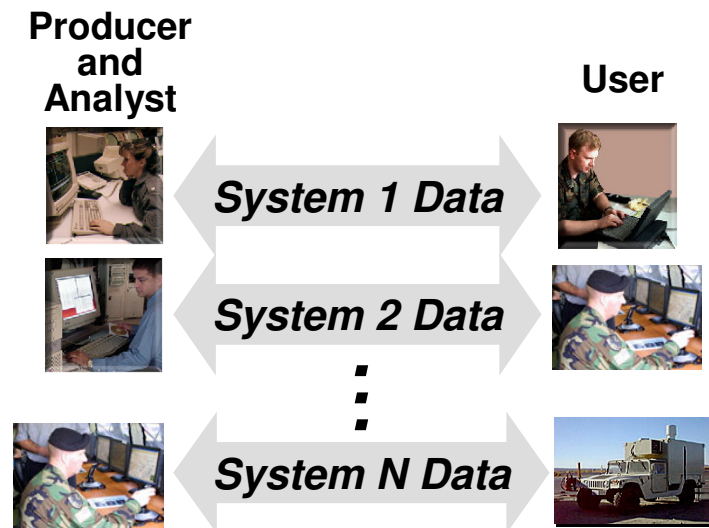 Producer
and
Analyst
User
System 1 Data
System 2 Data
System N Data